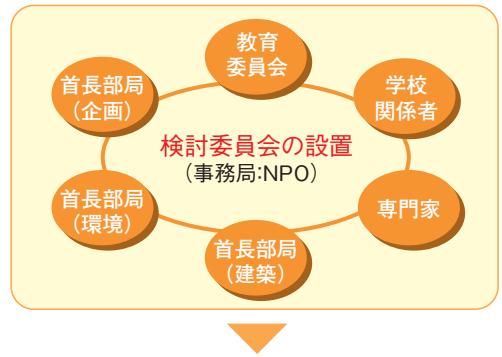 教育
委員会
首長部局
（企画）
学校
関係者
検討委員会の設置
（事務局：NPO）
首長部局
（環境）
専門家
首長部局
（建築）